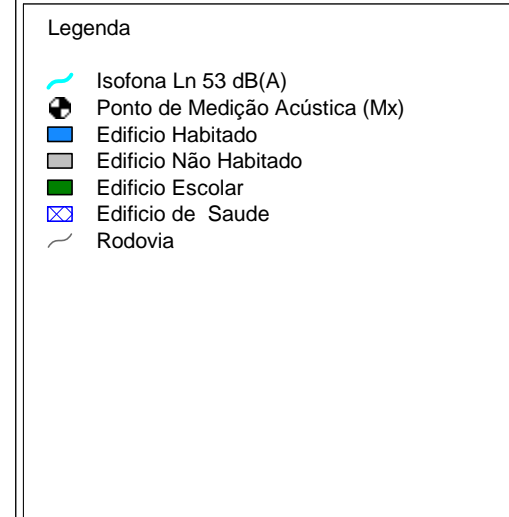 Legenda
Isofona Ln 53 dB(A)
Ponto de Medição Acústica (Mx)
Edificio Habitado
Edificio Não Habitado
Edificio Escolar
Edificio de Saude
Rodovia